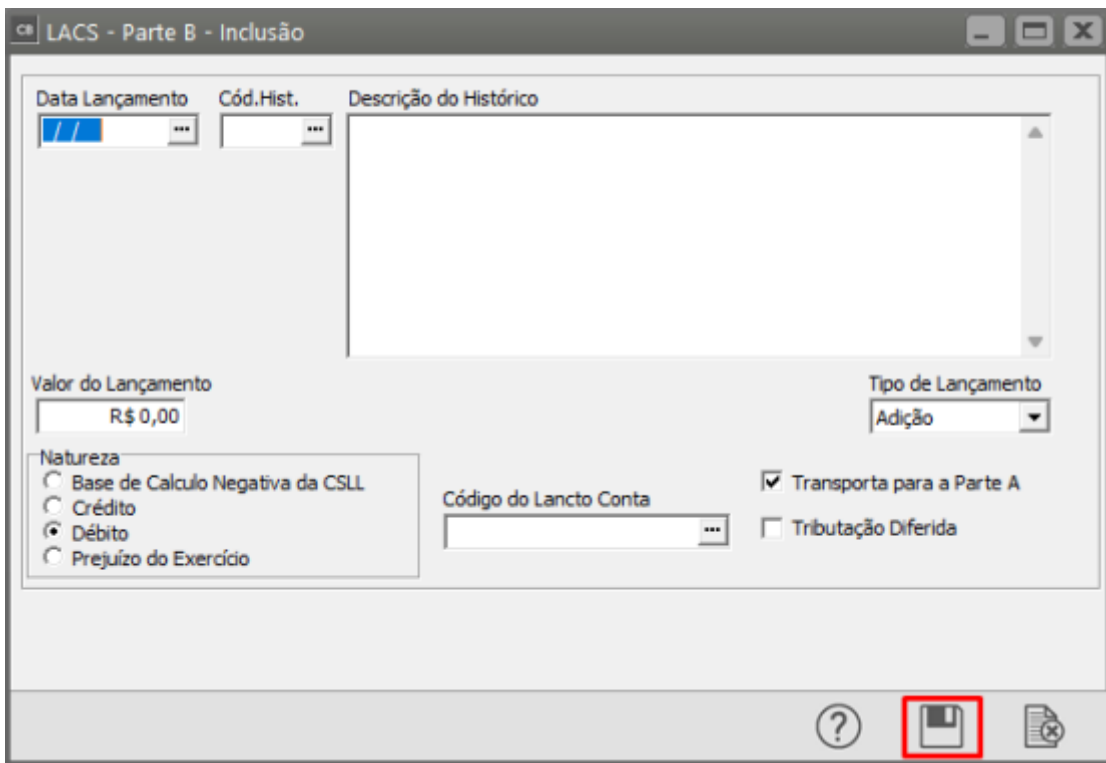 CB LACS - Parte B - Inclusão
Data Lançamento Cód.Hist. Descrição do Histórico
/ / ... ...
Valor do Lançamento Tipo de Lançamento
R$ 0,00 Adição
Natureza
Base de Calculo Negativa da CSLL
Crédito
Débito
Prejuízo do Exercício
Código do Lancto Conta
...
Transporta para a Parte A
Tributação Diferida
?